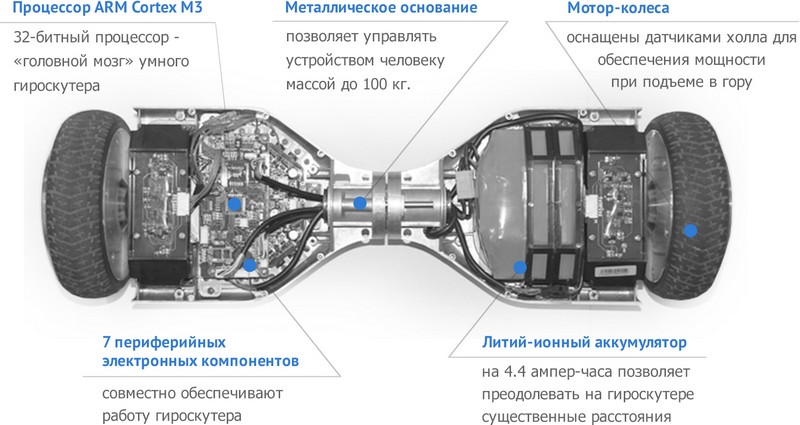 Процессор ARM Cortex M3
32-битный процессор -
«головной мозг» умного
гироскутера
Металлическое основание
позволяет управлять
устройством человеку
массой до 100 кг.
Мотор-колеса
оснащены датчиками холла для
обеспечения мощности
при подъеме в гору
7 периферийных
электронных компонентов
совместно обеспечивают
работу гироскутера
Литий-ионный аккумулятор
на 4.4 ампер-часа позволяет
преодолевать на гироскутере
существенные расстояния